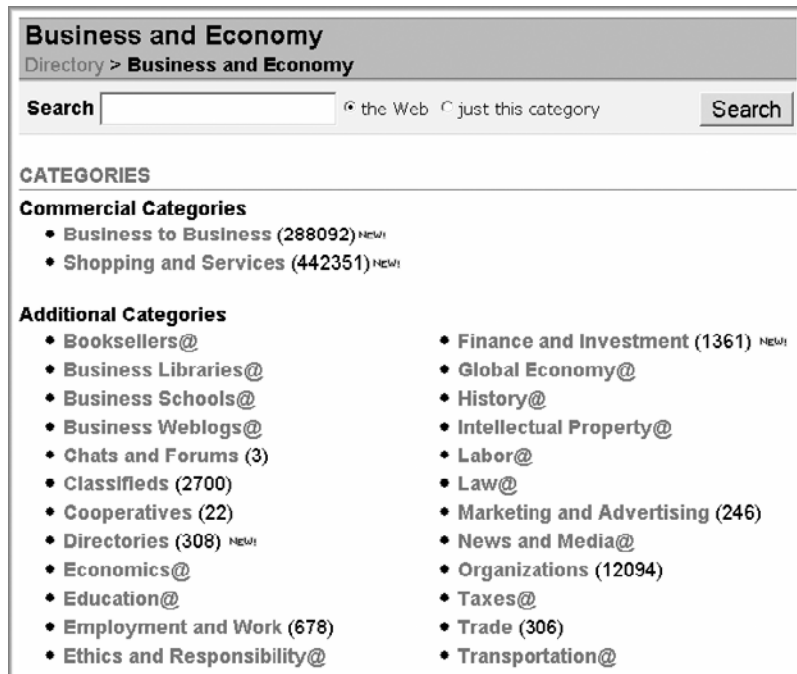 Business and Economy
Directory > Business and Economy
Search the Web just this category Search
CATEGORIES
Commercial Categories
Business to Business (288092) NEW!
Shopping and Services (442351) NEW!
Additional Categories
Booksellers@
Business Libraries@
Business Schools@
Business Weblogs@
Chats and Forums (3)
Classifieds (2700)
Cooperatives (22)
Directories (308) NEW!
Economics@
Education@
Employment and Work (678)
Ethics and Responsibility@
Finance and Investment (1361) NEW!
Global Economy@
History@
Intellectual Property@
Labor@
Law@
Marketing and Advertising (246)
News and Media@
Organizations (12094)
Taxes@
Trade (306)
Transportation@